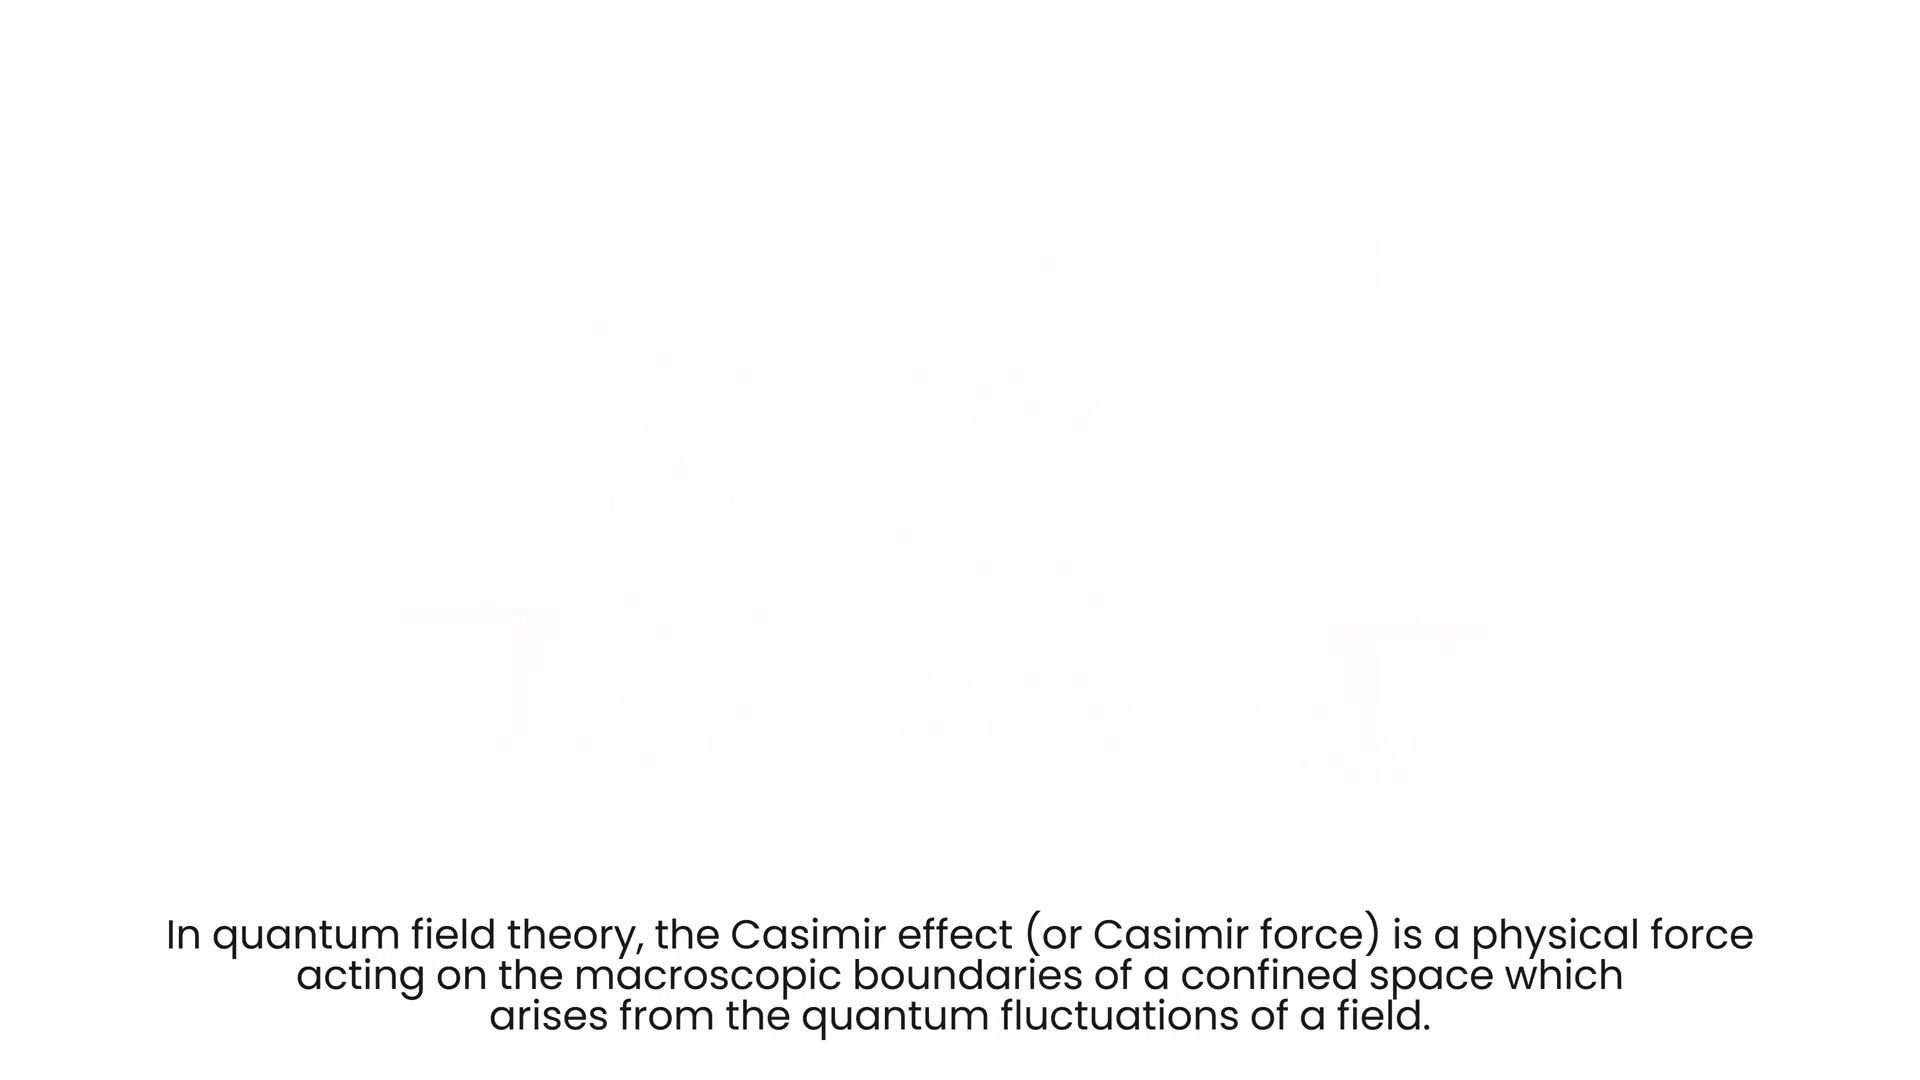 In quantum field theory, the Casimir effect (or Casimir force) is a physical force
acting on the macroscopic boundaries of a confined space which
arises from the quantum fluctuations of a field.